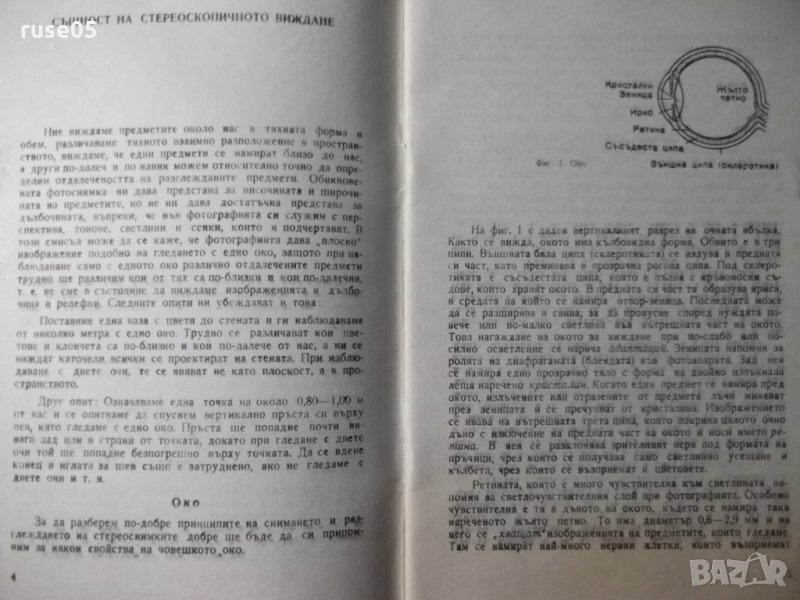 ruse05
СЪЩНОСТ НА СТЕРЕОСКОПИЧНОТО ВИЖДАНЕ
Ние виждаме предметите около нас в тяхната форма и
обем, различаваме тяхното взаимно разположение в простран-
ството, виждаме, че едни предмети се намират близо до нас,
а други по-далеч и по навик можем относително точно да
определим отдалечеността на разглежданите предмети. Обикнове-
ната фотоснимка ни дава представа за височината и широчи-
ната на предметите, но не ни дава достатъчна представа за
дълбочината, въпреки, че във фотографията си служим с пер-
спектива, тонове, светлини и сенки, които я подчертават. В
този смисъл може да се каже, че фотографията дава „плоско“
изображение подобно на гледането с едно око, защото при на-
блюдаване само с едното око различно отдалечените предмети
трудно ще различим кои от тях са по-близки и кои по-далечни,
т. е. не сме в състояние да виждаме изображенията в дълбо-
чина и релефни. Следните опити ни убеждават в това:
Поставяме една ваза с цветя до стената и ги наблюдаваме
от няколко метра с едно око. Трудно се различават кои цве-
тове и клончета са по-близко и кои по-далече от нас, а ни се
виждат каточели всички се проектират на стената. При наблю-
даване с двете очи, те се явяват не като плоскост, а в про-
странството.
Друг опит: Означаваме една точка на около 0,80—1,00 м
от нас и се опитваме да спуснем вертикално пръста си върху
нея, като гледаме с едно око. Пръста ще попадне почти ви-
наги зад или в страни от точката, докато при гледане с двете
очи той ще попадне безпогрешно върху точката. Да се вдене
конец в иглата за шев също е затруднено, ако не гледаме с
двете очи и т. н.
Око
За да разберем по-добре принципите на снимането и раз-
глеждането на стереоснимките добре ще бъде да си припом-
ним за някои свойства на човешкото око.
4
Кристалин
Зеница
Ирис
Ретина
Съсъдеста ципа
Жълто
петно
Външна ципа (склеротика)
Фиг. 1. Око
На фиг. 1 е даден вертикалният разрез на очната ябълка.
Както се вижда, окото има кълбовидна форма. Обвито е в три
ципи. Външната бяла ципа (склеротиката) се издува в предната
си част, като преминава в прозрачна рогова ципа. Под склеро-
тиката е съсъдестата ципа, която е пълна с кръвоносни съ-
дове, които хранят окото. В предната си част тя образува ириса,
в средата на който се намира отвор-зеница. Последната може
да се разширява и свива, за да пропусне според нуждата по-
вече или по-малко светлина във вътрешната част на окото.
Това нагаждане на окото за виждане при по-слабо или по-
силно осветление се нарича адаптация. Зеницата напомня за
ролята на диафрагмата (блендата) във фотоапарата. Зад нея
се намира едно прозрачно тяло с форма на двойно изпъкнала
леща наречено кристалин. Когато един предмет се намира пред
окото, излъчените или отразените от предмета лъчи минават
през зеницата и се пречупват от кристалина. Изображението
се явява на вътрешната трета ципа, която покрива цялото очно
дъно с изключение на предната част на окото и носи името ре-
тина. В нея се разклонява зрителният нерв под формата на
пръчици, чрез които се получава само светлинно усещане и
кълбета, чрез които се възприемат и цветовете.
Ретината, която е много чувствителна към светлината на-
помня за светлочувствителния слой при фотографията. Особено
чувствителна е тя в дъното на окото, където се намира така
нареченото жълто петно. То има диаметър 0,6—2,9 мм и на
него се „хващат“ изображенията на предметите, които гледаме.
Там се намират най-много нервни клетки, които възприемат
bazar